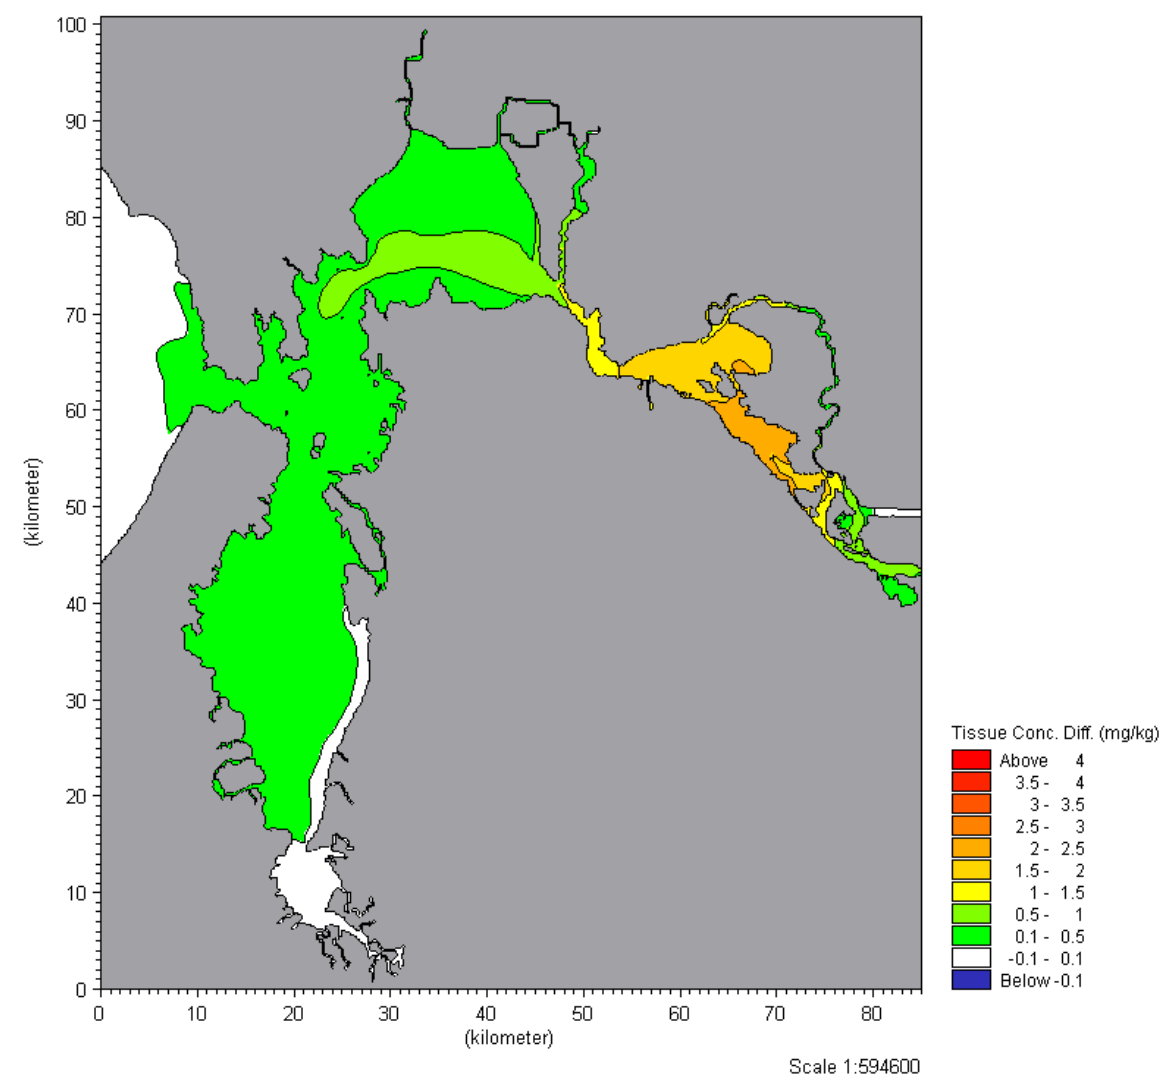 100
90
80
70
60
50
40
30
20
10
0
(kilometer)
0 10 20 30 40 50 60 70 80
(kilometer)
Scale 1:594600
Tissue Conc. Diff. (mg/kg)
Above 4
3.5 - 4
3 - 3.5
2.5 - 3
2 - 2.5
1.5 - 2
1 - 1.5
0.5 - 1
0.1 - 0.5
-0.1 - 0.1
Below -0.1